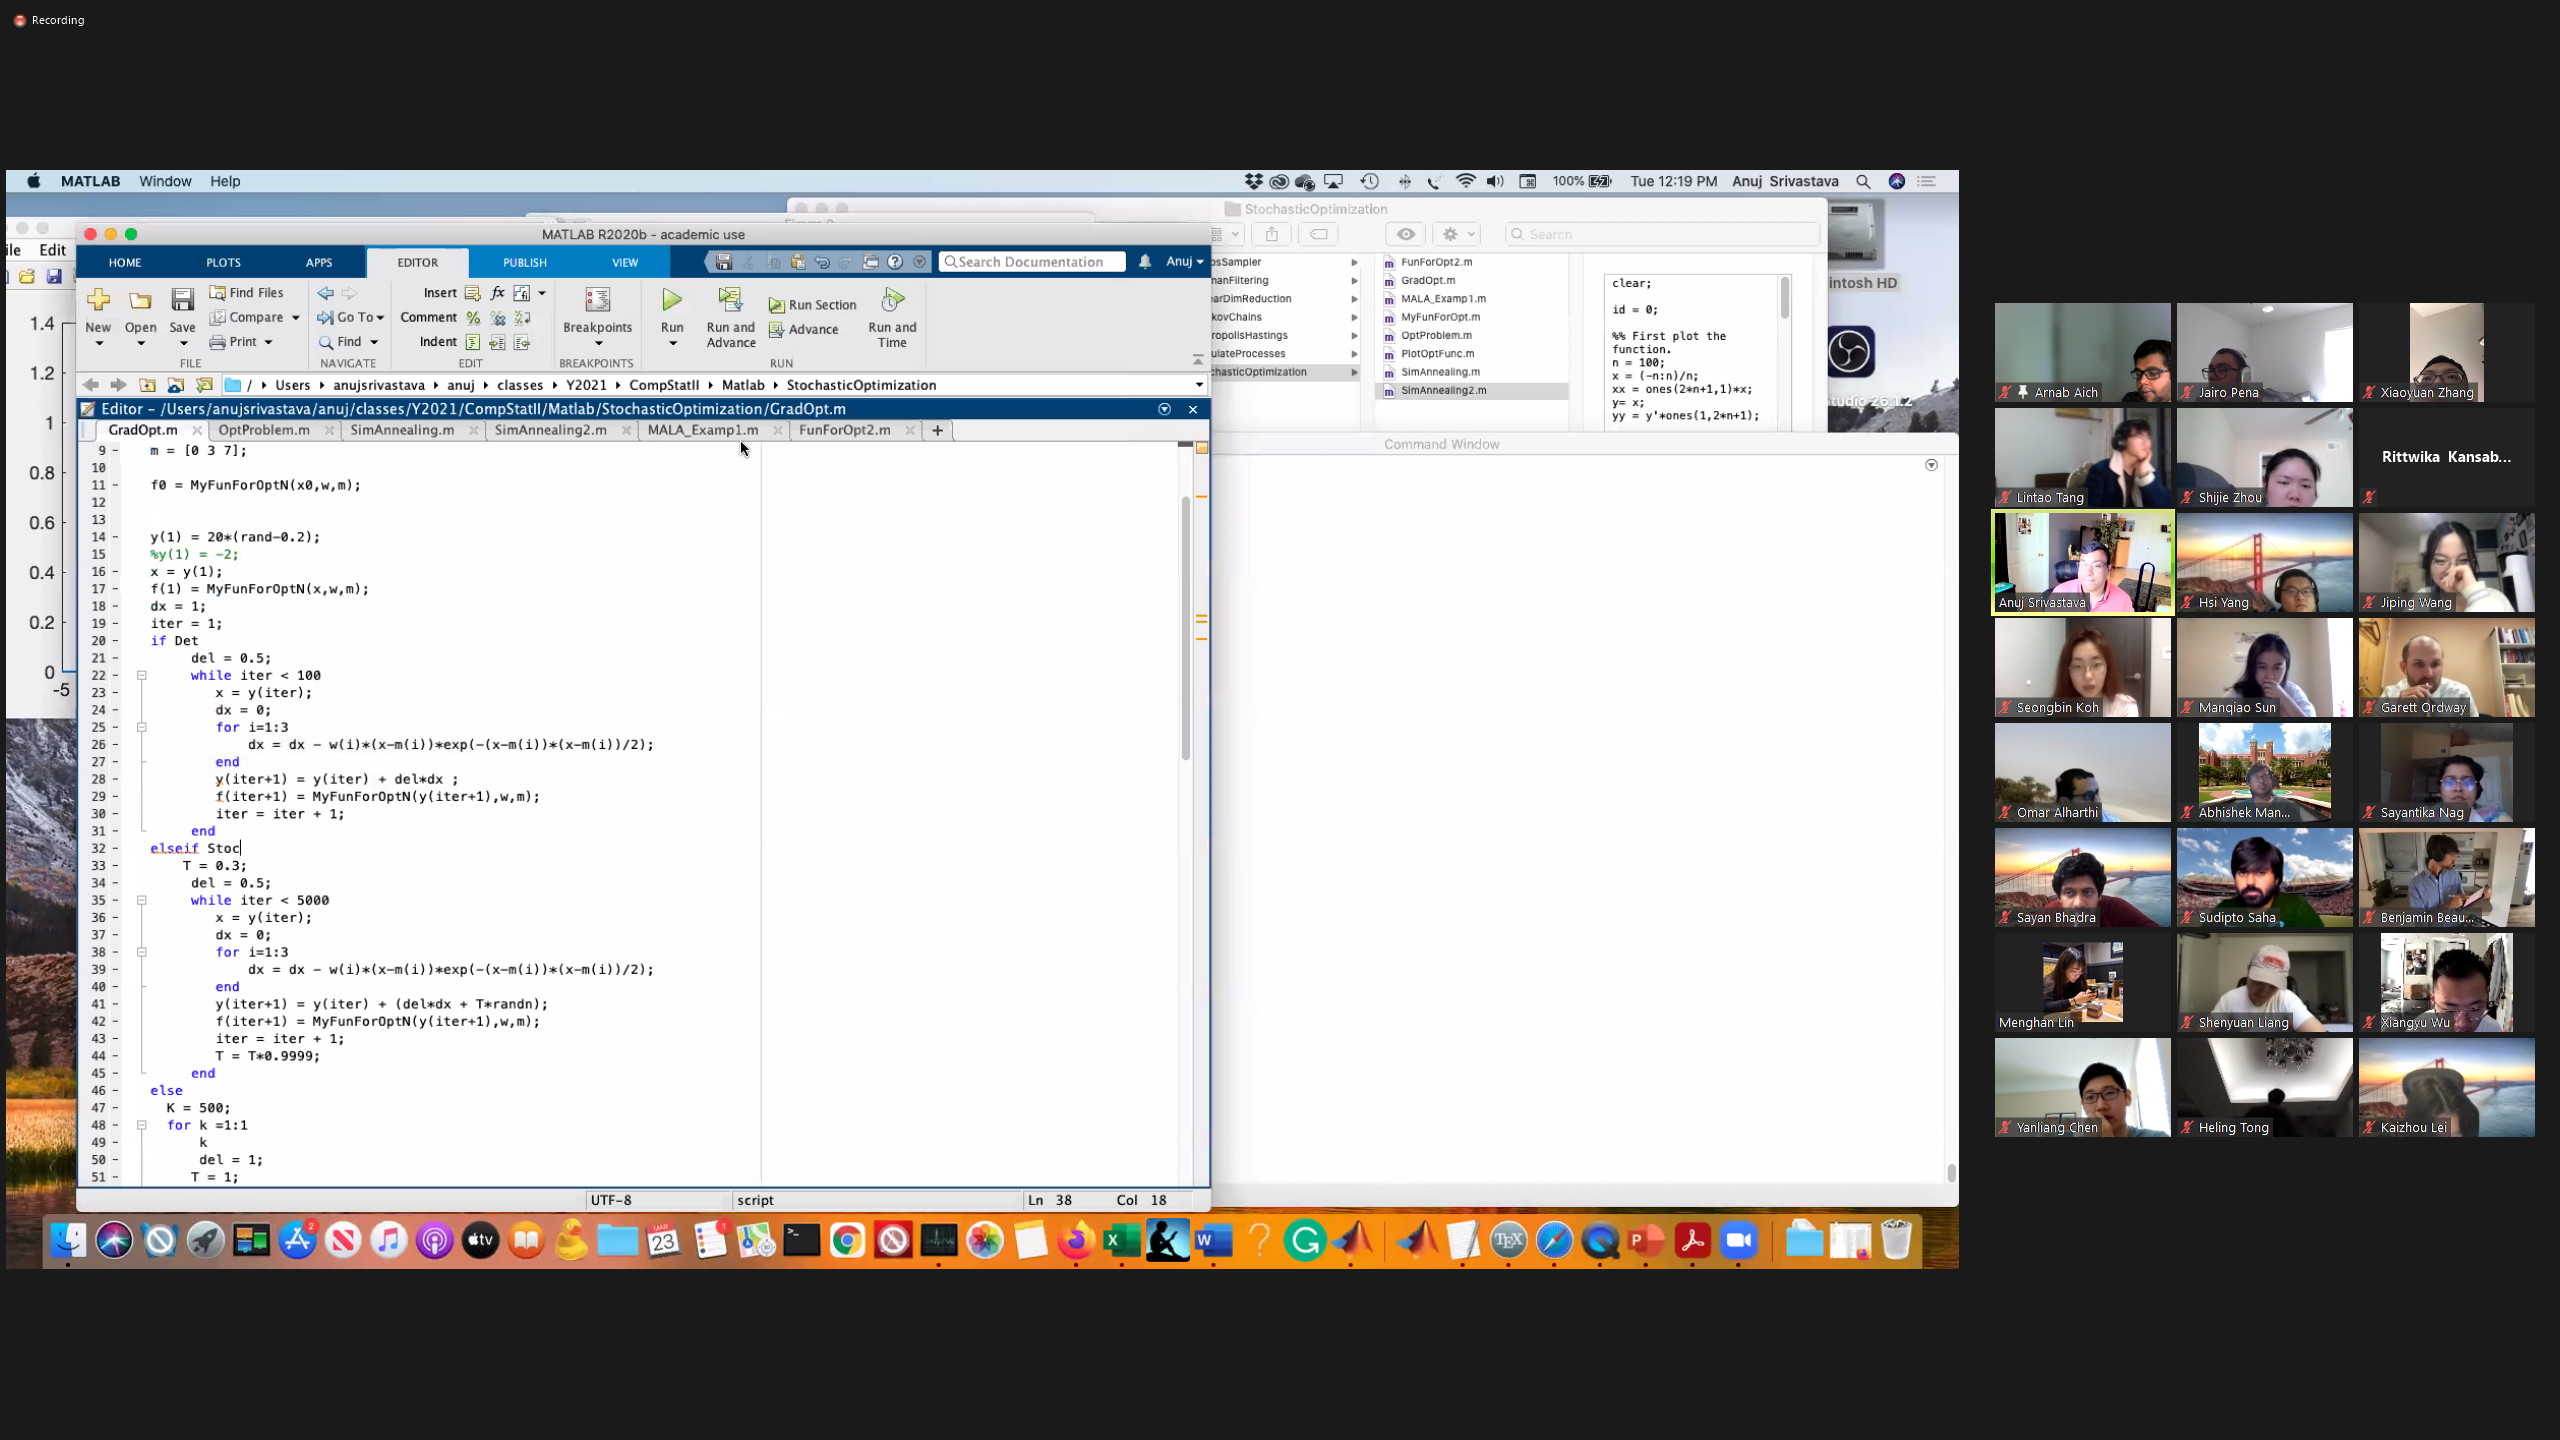 Recording
MATLAB Window Help
100% Tue 12:19 PM Anuj Srivastava
StochasticOptimization
Edit
MATLAB R2020b - academic use
Search
HOME PLOTS APPS EDITOR PUBLISH VIEW
Search Documentation
Anuj
New Open Save
Find Files
Compare
Print
FILE
Go To
Find
NAVIGATE
Insert
Comment
Indent
EDIT
Breakpoints
BREAKPOINTS
Run
Run and Advance
Run Section
Advance
Run and Time
RUN
/ Users anujsrivastava anuj classes Y2021 CompStatII Matlab StochasticOptimization
Editor - /Users/anujsrivastava/anuj/classes/Y2021/CompStatII/Matlab/StochasticOptimization/GradOpt.m
GradOpt.m OptProblem.m SimAnnealing.m SimAnnealing2.m MALA_Examp1.m FunForOpt2.m
9 m = [0 3 7];
10
11 f0 = MyFunForOptN(x0,w,m);
12
13
14 y(1) = 20*(rand-0.2);
15 %y(1) = -2;
16 x = y(1);
17 f(1) = MyFunForOptN(x,w,m);
18 dx = 1;
19 iter = 1;
20 if Det
21 del = 0.5;
22 while iter < 100
23 x = y(iter);
24 dx = 0;
25 for i=1:3
26 dx = dx - w(i)*(x-m(i))*exp(-(x-m(i))*(x-m(i))/2);
27 end
28 y(iter+1) = y(iter) + del*dx ;
29 f(iter+1) = MyFunForOptN(y(iter+1),w,m);
30 iter = iter + 1;
31 end
32 elseif Stoc
33 T = 0.3;
34 del = 0.5;
35 while iter < 5000
36 x = y(iter);
37 dx = 0;
38 for i=1:3
39 dx = dx - w(i)*(x-m(i))*exp(-(x-m(i))*(x-m(i))/2);
40 end
41 y(iter+1) = y(iter) + (del*dx + T*randn);
42 f(iter+1) = MyFunForOptN(y(iter+1),w,m);
43 iter = iter + 1;
44 T = T*0.9999;
45 end
46 else
47 K = 500;
48 for k =1:1
49 k
50 del = 1;
51 T = 1;
UTF-8 script Ln 38 Col 18
1.4
1.2
1
0.8
0.6
0.4
0.2
0
-5
osSampler
manFiltering
earDimReduction
kovChains
ropolisHastings
ulateProcesses
chasticOptimization
FunForOpt2.m
GradOpt.m
MALA_Examp1.m
MyFunForOpt.m
OptProblem.m
PlotOptFunc.m
SimAnnealing.m
SimAnnealing2.m
clear;
id = 0;
%% First plot the
function.
n = 100;
x = (-n:n)/n;
xx = ones(2*n+1,1)*x;
y= x;
yy = y'*ones(1,2*n+1);
intosh HD
tudio 26.1.2
Command Window
MAR
23
2
1
tv
TEX
Arnab Aich
Jairo Pena
Xiaoyuan Zhang
Lintao Tang
Shijie Zhou
Rittwika Kansab...
Anuj Srivastava
Hsi Yang
Jiping Wang
Seongbin Koh
Manqiao Sun
Garett Ordway
Omar Alharthi
Abhishek Man...
Sayantika Nag
Sayan Bhadra
Sudipto Saha
Benjamin Beau...
Menghan Lin
Shenyuan Liang
Xiangyu Wu
Yanliang Chen
Heling Tong
Kaizhou Lei